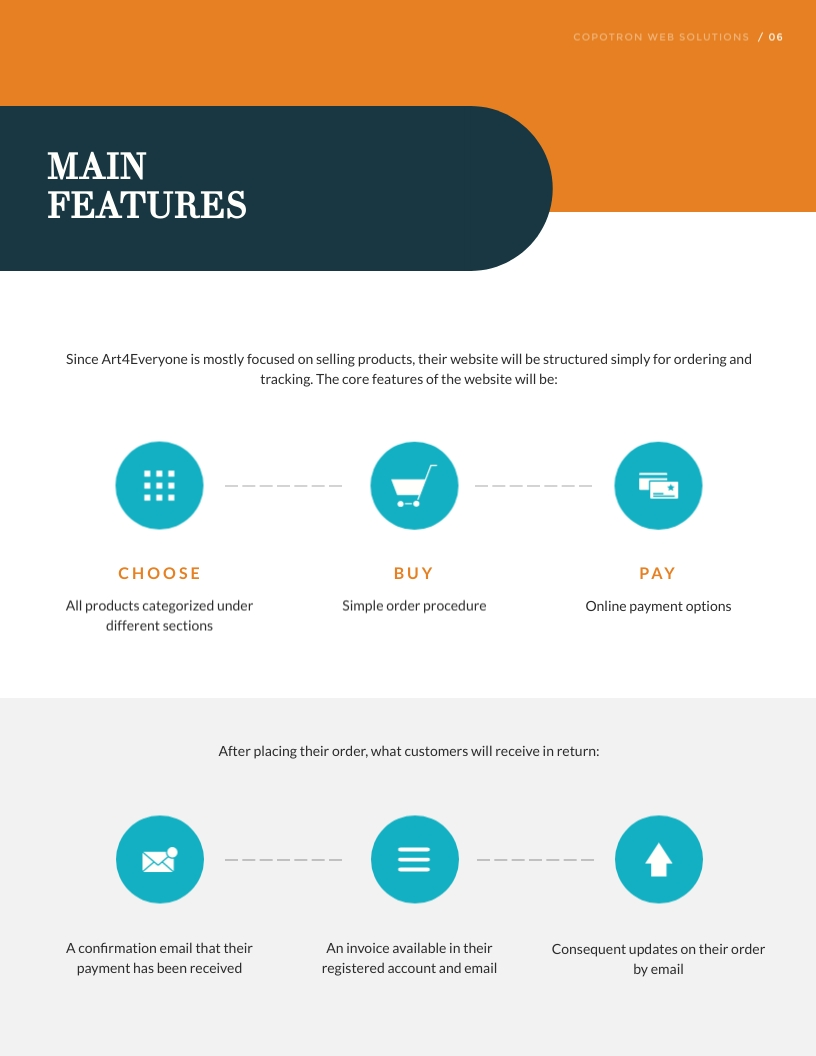 COPOTRON WEB SOLUTIONS / 06
MAIN
FEATURES
Since Art4Everyone is mostly focused on selling products, their website will be structured simply for ordering and
tracking. The core features of the website will be:
CHOOSE
All products categorized under
different sections
BUY
Simple order procedure
PAY
Online payment options
After placing their order, what customers will receive in return:
A confirmation email that their
payment has been received
An invoice available in their
registered account and email
Consequent updates on their order
by email